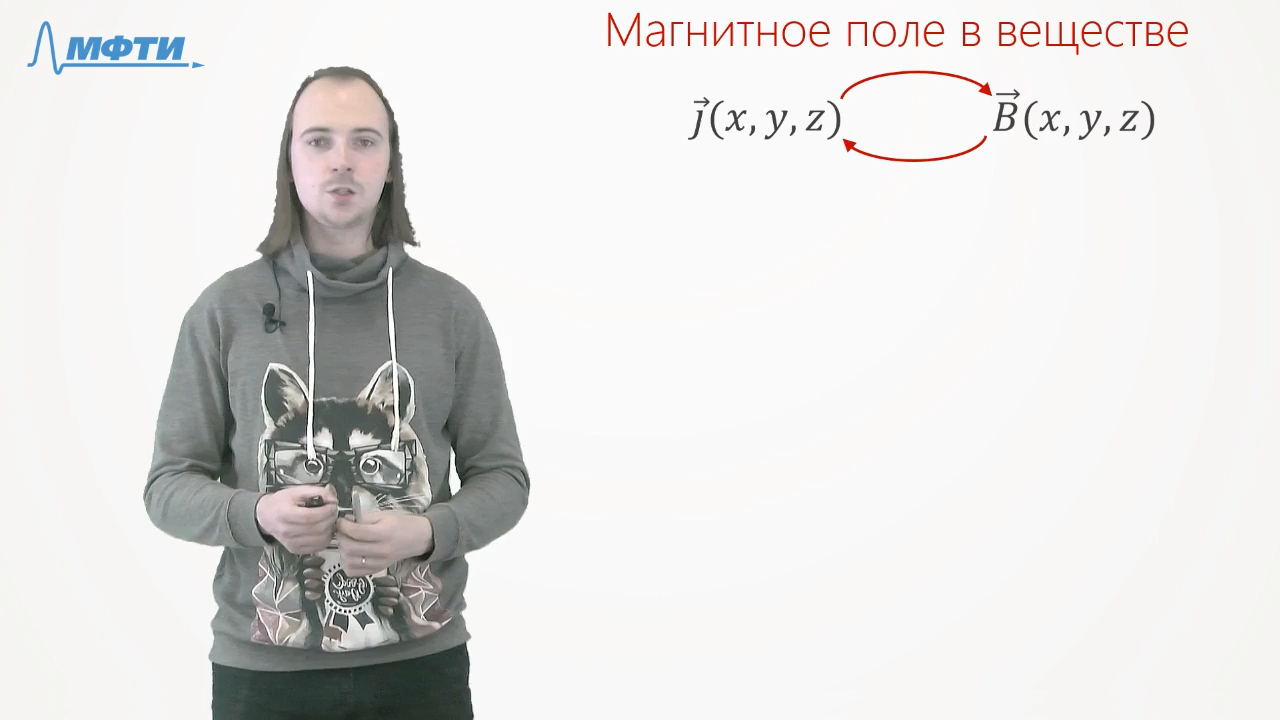 МФТИ
Магнитное поле в веществе
j⃗(x, y, z) B⃗(x, y, z)